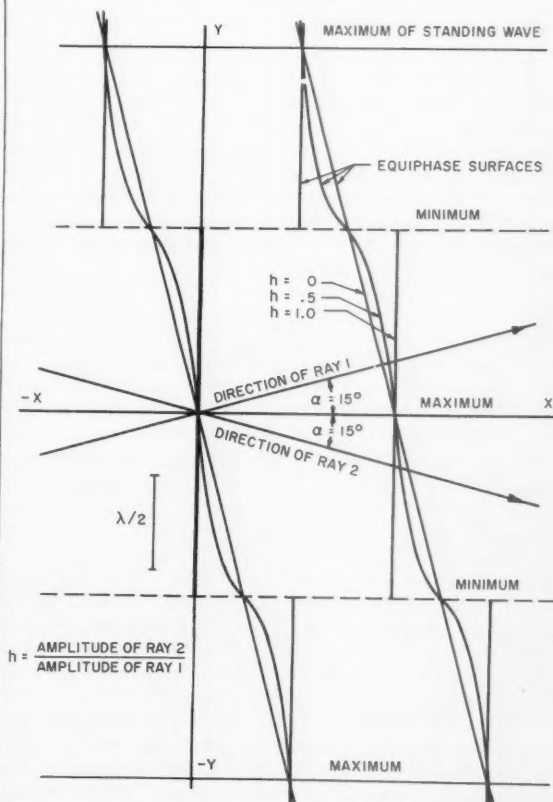 Y
MAXIMUM OF STANDING WAVE
EQUIPHASE SURFACES
MINIMUM
h = 0
h = .5
h = 1.0
DIRECTION OF RAY 1
-X
α = 15°
MAXIMUM
X
α = 15°
DIRECTION OF RAY 2
λ/2
MINIMUM
h = AMPLITUDE OF RAY 2
AMPLITUDE OF RAY 1
-Y
MAXIMUM